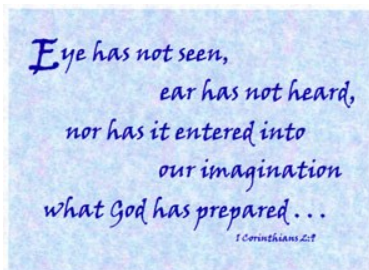 Eye has not seen,
ear has not heard,
nor has it entered into
our imagination
what God has prepared . . .
1 Corinthians 2:9